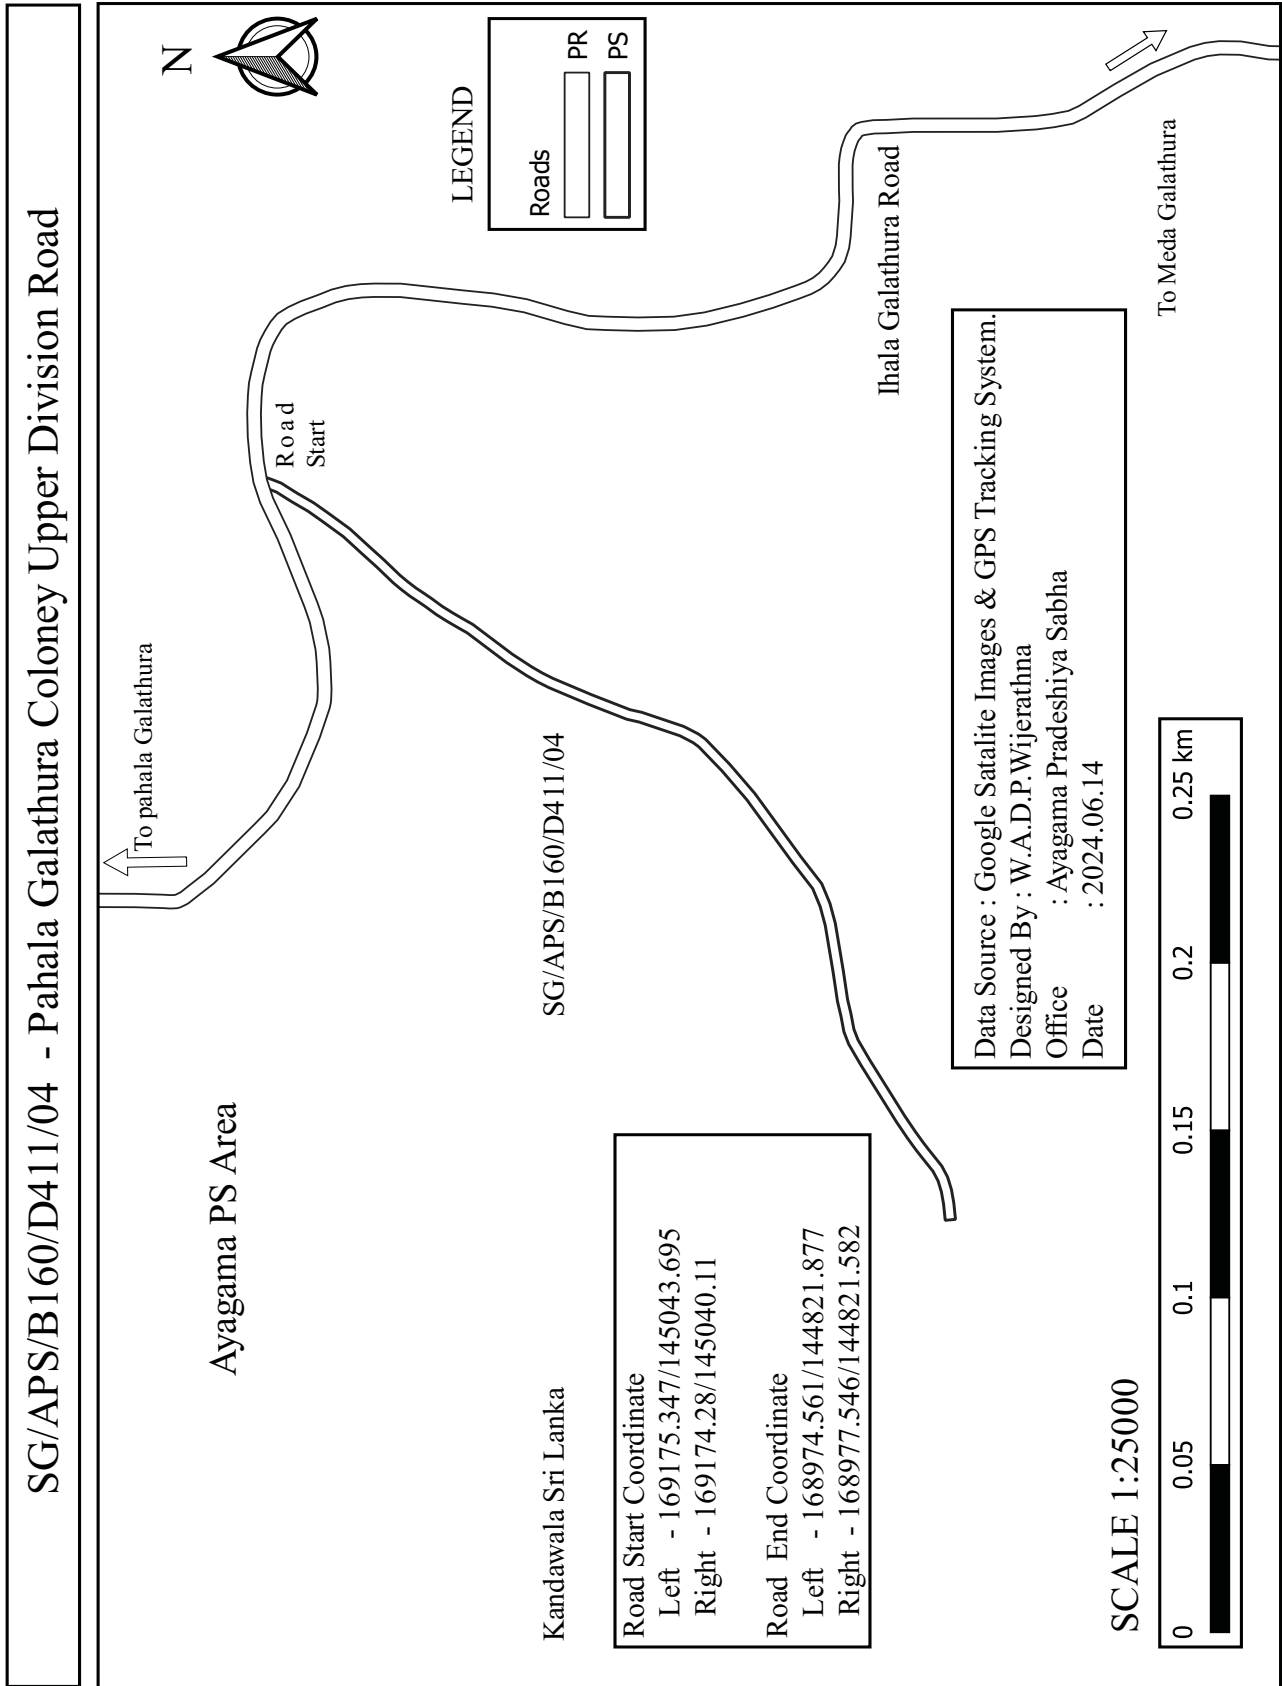 SG/APS/B160/D411/04 - Pahala Galathura Coloney Upper Division Road
N
To pahala Galathura
Ayagama PS Area
Road
Start
LEGEND
Roads
PR
PS
Kandawala Sri Lanka
SG/APS/B160/D411/04
Road Start Coordinate
Left - 169175.347/145043.695
Right - 169174.28/145040.11
Road End Coordinate
Left - 168974.561/144821.877
Right - 168977.546/144821.582
Ihala Galathura Road
Data Source : Google Satalite Images & GPS Tracking System.
Designed By : W.A.D.P.Wijerathna
Office : Ayagama Pradeshiya Sabha
Date : 2024.06.14
To Meda Galathura
SCALE 1:25000
0 0.05 0.1 0.15 0.2 0.25 km